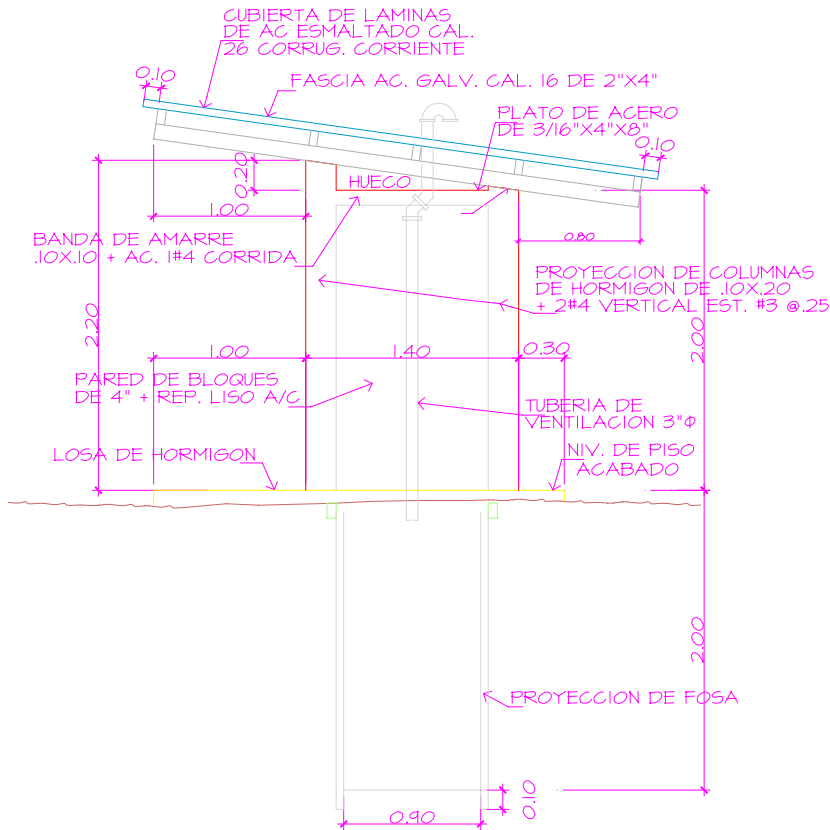 CUBIERTA DE LAMINAS
DE AC ESMALTADO CAL.
26 CORRUG. CORRIENTE
0.10
FASCIA AC. GALV. CAL. 16 DE 2"X4"
PLATO DE ACERO
DE 3/16"X4"X8"
0.10
0.20
HUECO
1.00
0.80
BANDA DE AMARRE
.10X.10 + AC. 1#4 CORRIDA
PROYECCION DE COLUMNAS
DE HORMIGON DE .10X.20
+ 2#4 VERTICAL EST. #3 @.25
2.20
2.00
1.00
1.40
0.30
PARED DE BLOQUES
DE 4" + REP. LISO A/C
TUBERIA DE
VENTILACION 3"Φ
LOSA DE HORMIGON
NIV. DE PISO
ACABADO
2.00
PROYECCION DE FOSA
0.10
0.90